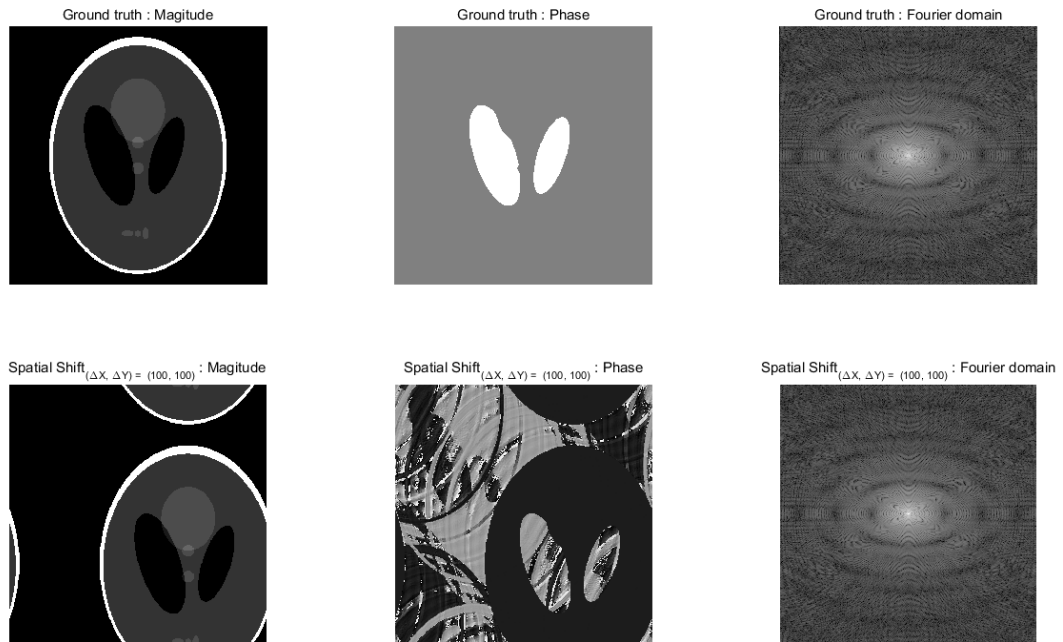 Ground truth : Magitude
Ground truth : Phase
Ground truth : Fourier domain
Spatial Shift(ΔX, ΔY) = (100, 100) : Magitude
Spatial Shift(ΔX, ΔY) = (100, 100) : Phase
Spatial Shift(ΔX, ΔY) = (100, 100) : Fourier domain